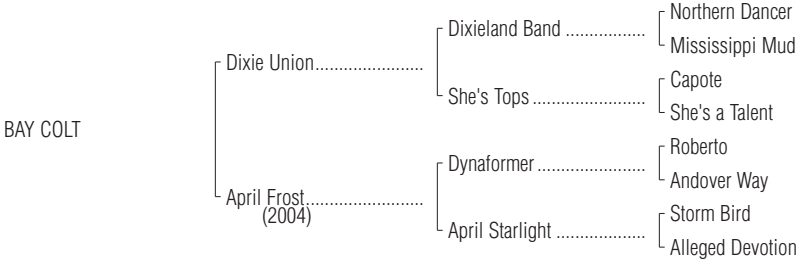 Northern Dancer
Dixieland Band .................
Mississippi Mud
Dixie Union.......................
Capote
She's Tops ........................
She's a Talent
BAY COLT
Roberto
Dynaformer .......................
Andover Way
April Frost.........................
(2004)
Storm Bird
April Starlight ...................
Alleged Devotion